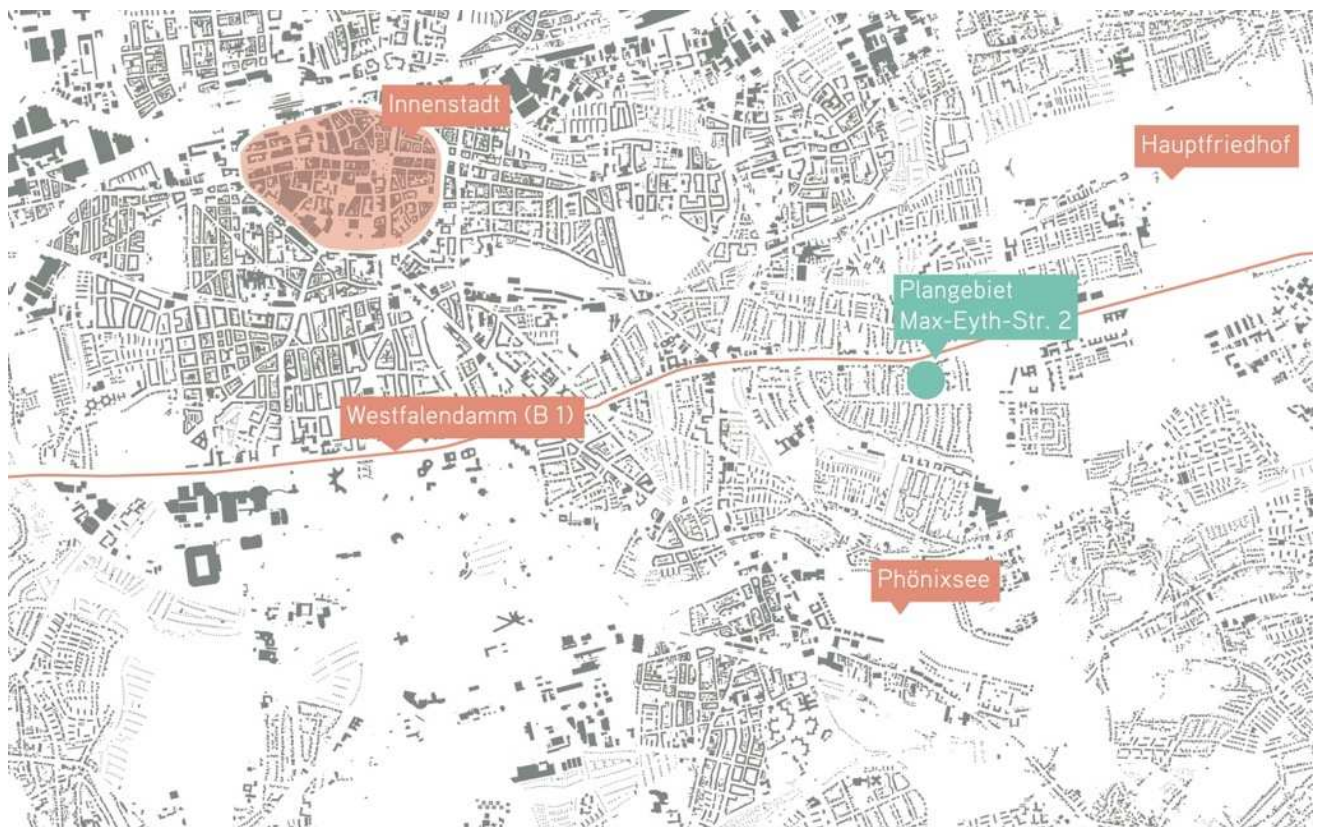 Innenstadt
Hauptfriedhof
Plangebiet
Max-Eyth-Str. 2
Westfalendamm (B 1)
Phönixsee